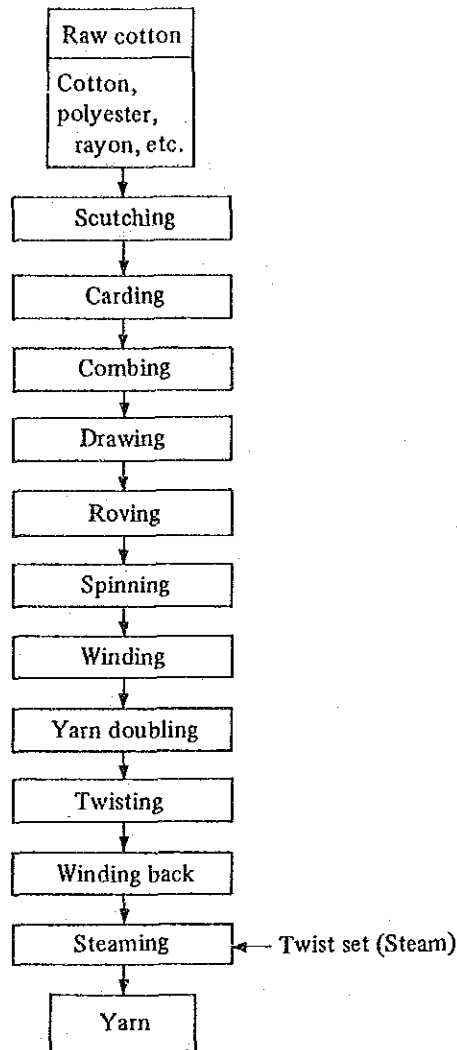 Raw cotton
Cotton,
polyester,
rayon, etc.
Scutching
Carding
Combing
Drawing
Roving
Spinning
Winding
Yarn doubling
Twisting
Winding back
Steaming
Twist set (Steam)
Yarn